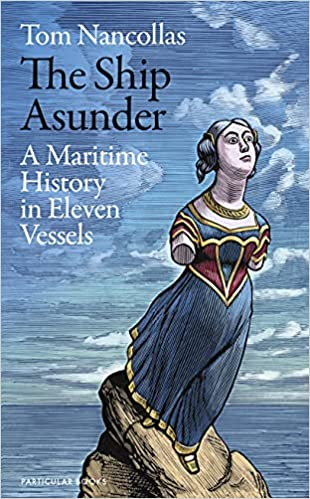 Tom Nancollas
The Ship
Asunder
A Maritime
History
in Eleven
Vessels
PARTICULAR BOOKS